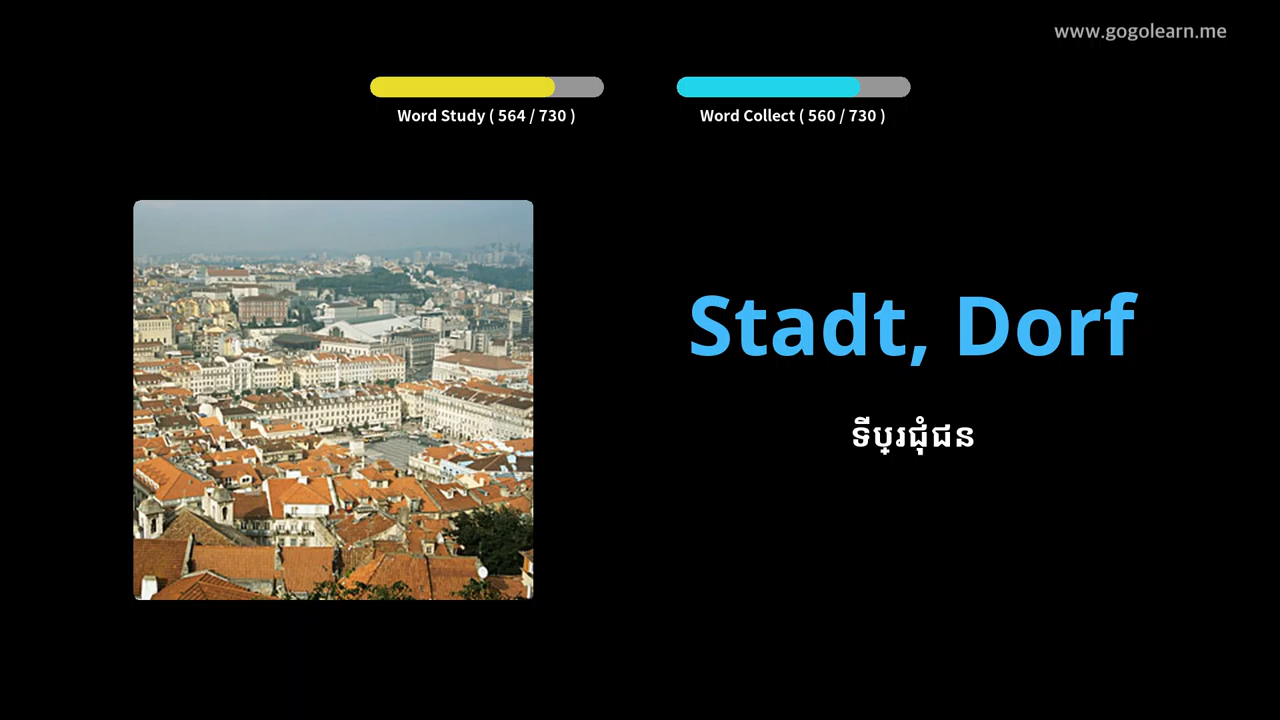 www.gogolearn.me
Word Study ( 564 / 730 )
Word Collect ( 560 / 730 )
Stadt, Dorf
ទីប្រជុំជន